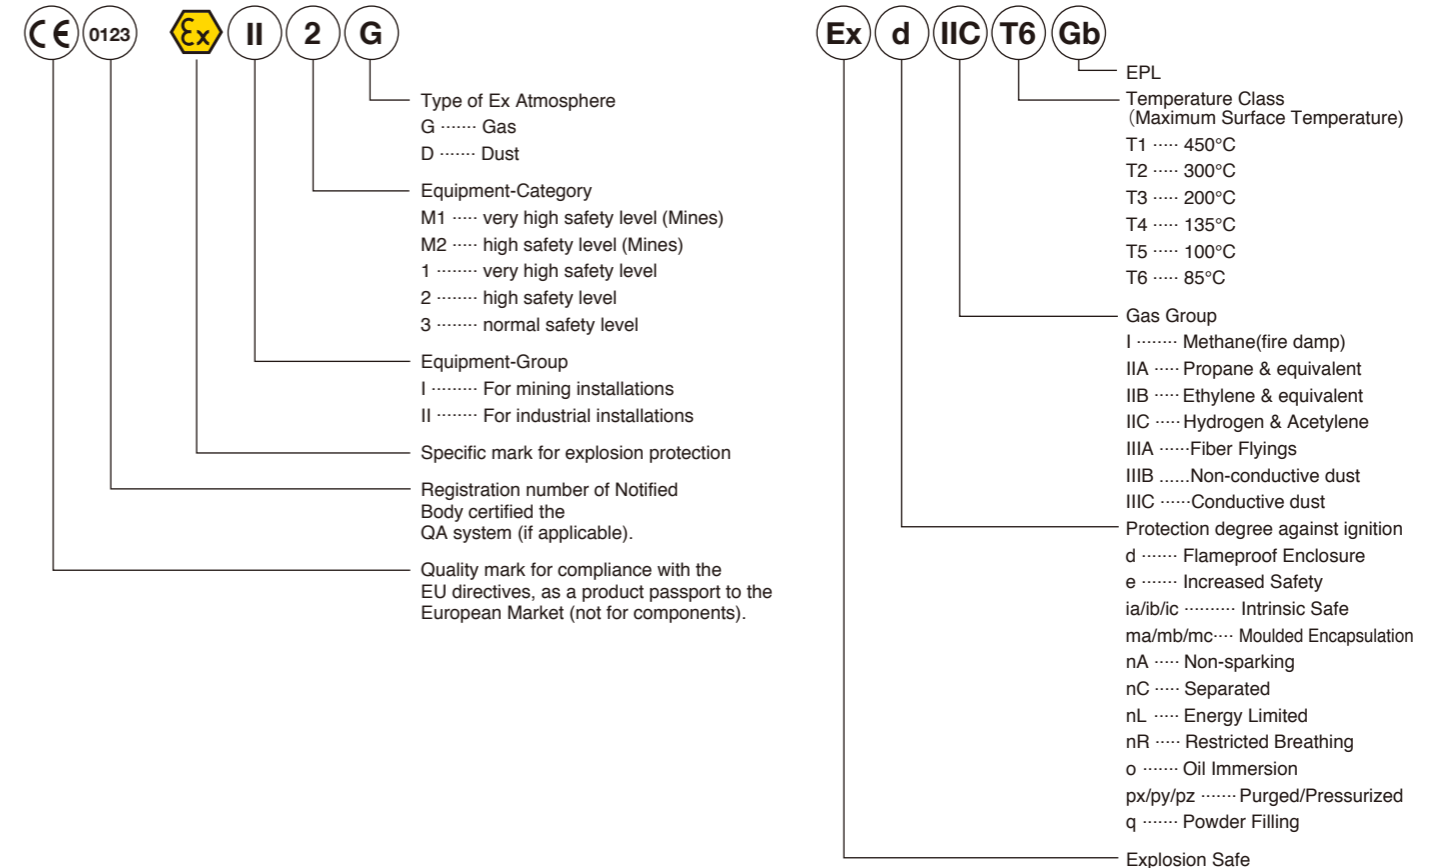 CE 0123 Ex II 2 G
Type of Ex Atmosphere
G ······· Gas
D ······· Dust
Equipment-Category
M1 ····· very high safety level (Mines)
M2 ····· high safety level (Mines)
1 ········ very high safety level
2 ········ high safety level
3 ········ normal safety level
Equipment-Group
I ········· For mining installations
II ········ For industrial installations
Specific mark for explosion protection
Registration number of Notified
Body certified the
QA system (if applicable).
Quality mark for compliance with the
EU directives, as a product passport to the
European Market (not for components).
Ex d IIC T6 Gb
EPL
Temperature Class
(Maximum Surface Temperature)
T1 ····· 450°C
T2 ····· 300°C
T3 ····· 200°C
T4 ····· 135°C
T5 ····· 100°C
T6 ····· 85°C
Gas Group
I ········ Methane(fire damp)
IIA ····· Propane & equivalent
IIB ····· Ethylene & equivalent
IIC ····· Hydrogen & Acetylene
IIIA ······Fiber Flyings
IIIB ......Non-conductive dust
IIIC ······Conductive dust
Protection degree against ignition
d ······· Flameproof Enclosure
e ······· Increased Safety
ia/ib/ic ·········· Intrinsic Safe
ma/mb/mc···· Moulded Encapsulation
nA ····· Non-sparking
nC ····· Separated
nL ····· Energy Limited
nR ····· Restricted Breathing
o ······· Oil Immersion
px/py/pz ······· Purged/Pressurized
q ······· Powder Filling
Explosion Safe